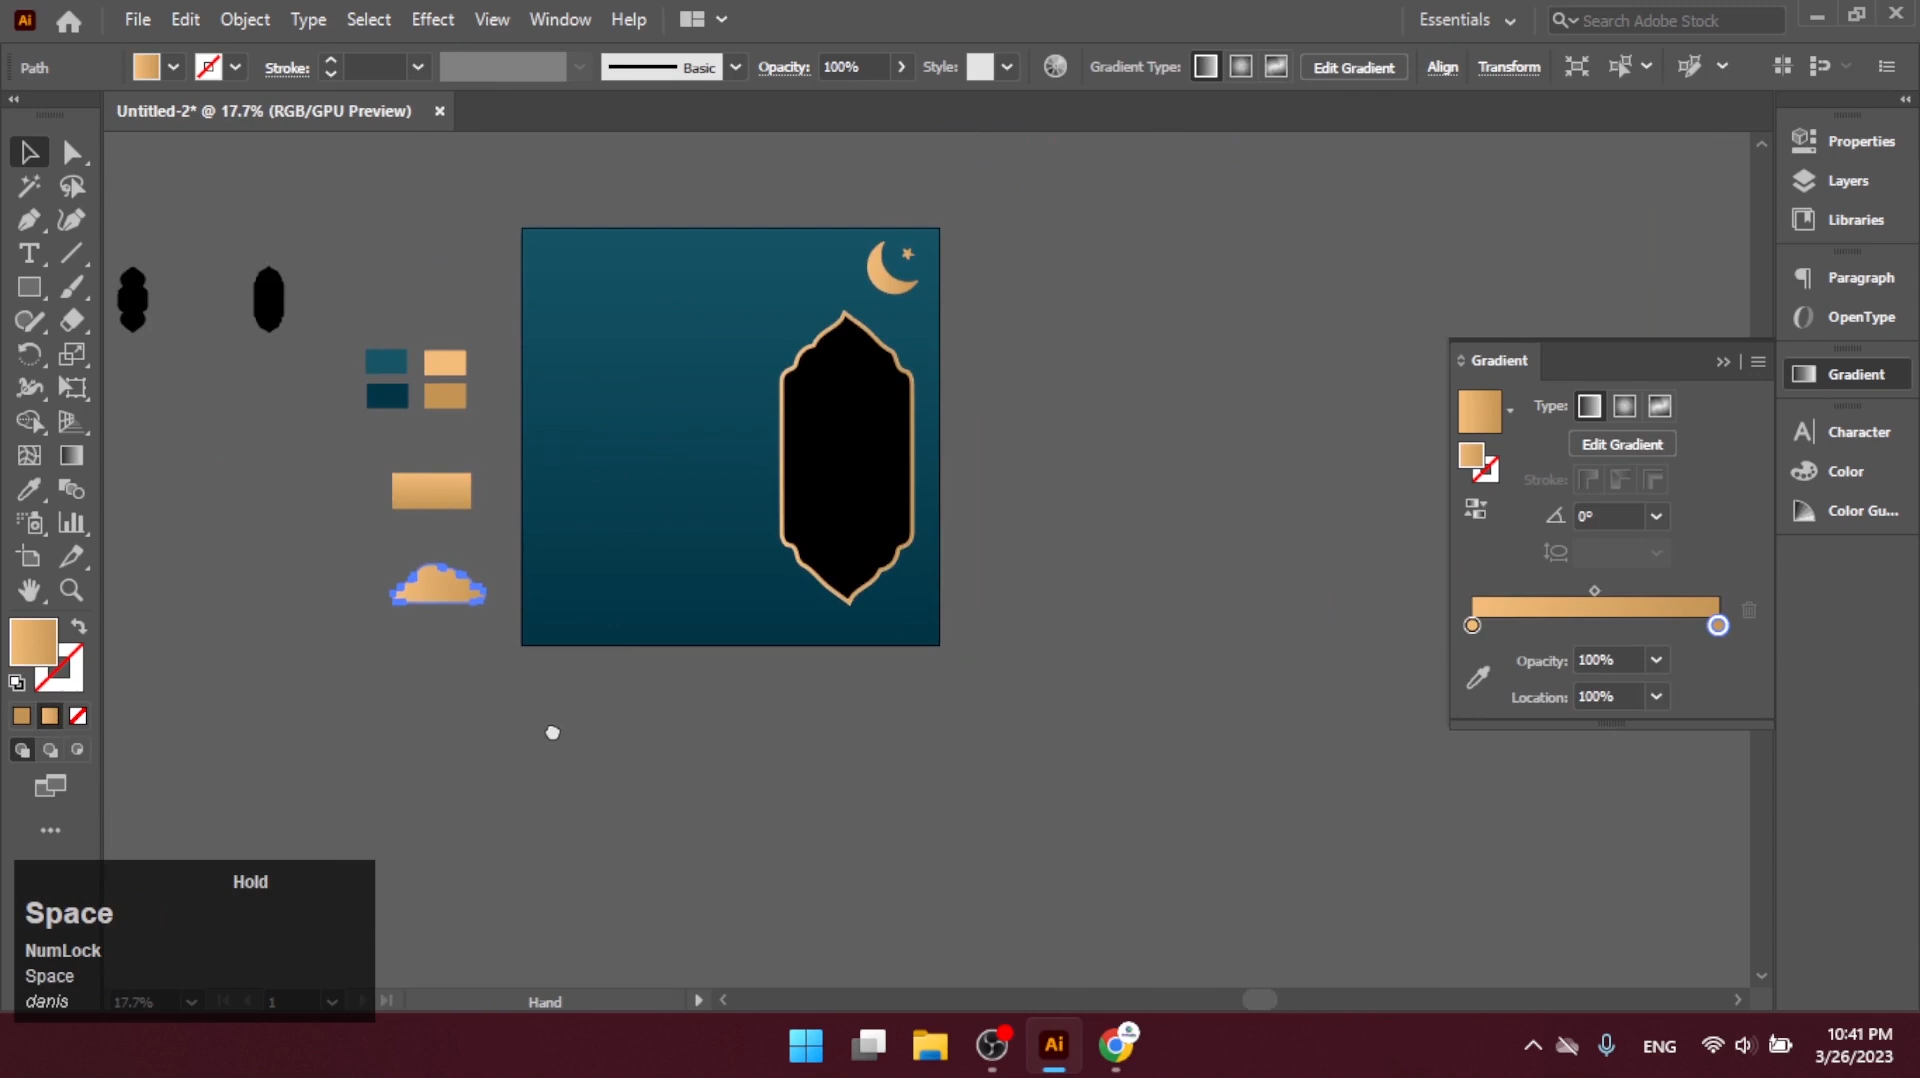 Ai File Edit Object Type Select Effect View Window Help Essentials Search Adobe Stock
Path Stroke: Basic Opacity: 100% Style: Gradient Type: Edit Gradient Align Transform
Untitled-2* @ 17.7% (RGB/GPU Preview)
Properties
Layers
Libraries
Paragraph
OpenType
Gradient
Character
Color
Color Gu...
Gradient
Type:
Edit Gradient
Stroke:
0°
Opacity: 100%
Location: 100%
Hold
Space
NumLock
Space
danis
17.7% 1 Hand
Ai ENG 10:41 PM
3/26/2023